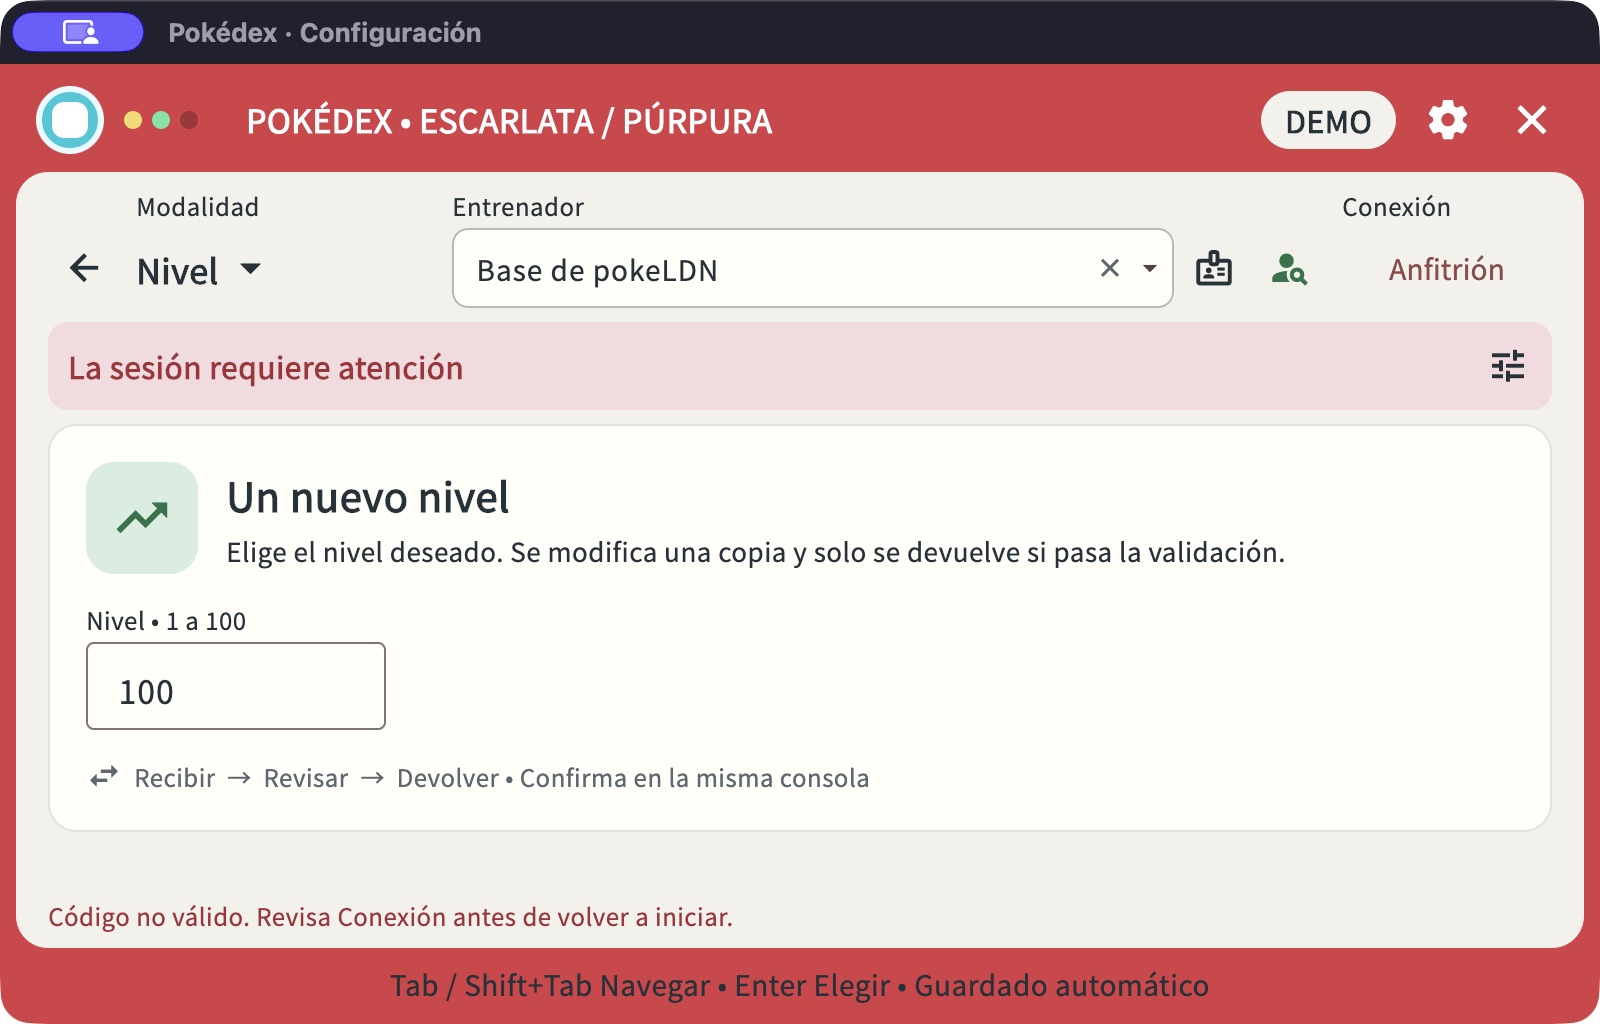 Pokédex · Configuración
POKÉDEX • ESCARLATA / PÚRPURA
DEMO
Modalidad
Entrenador
Conexión
Nivel
Base de pokeLDN
Anfitrión
La sesión requiere atención
Un nuevo nivel
Elige el nivel deseado. Se modifica una copia y solo se devuelve si pasa la validación.
Nivel • 1 a 100
100
Recibir → Revisar → Devolver • Confirma en la misma consola
Código no válido. Revisa Conexión antes de volver a iniciar.
Tab / Shift+Tab Navegar • Enter Elegir • Guardado automático